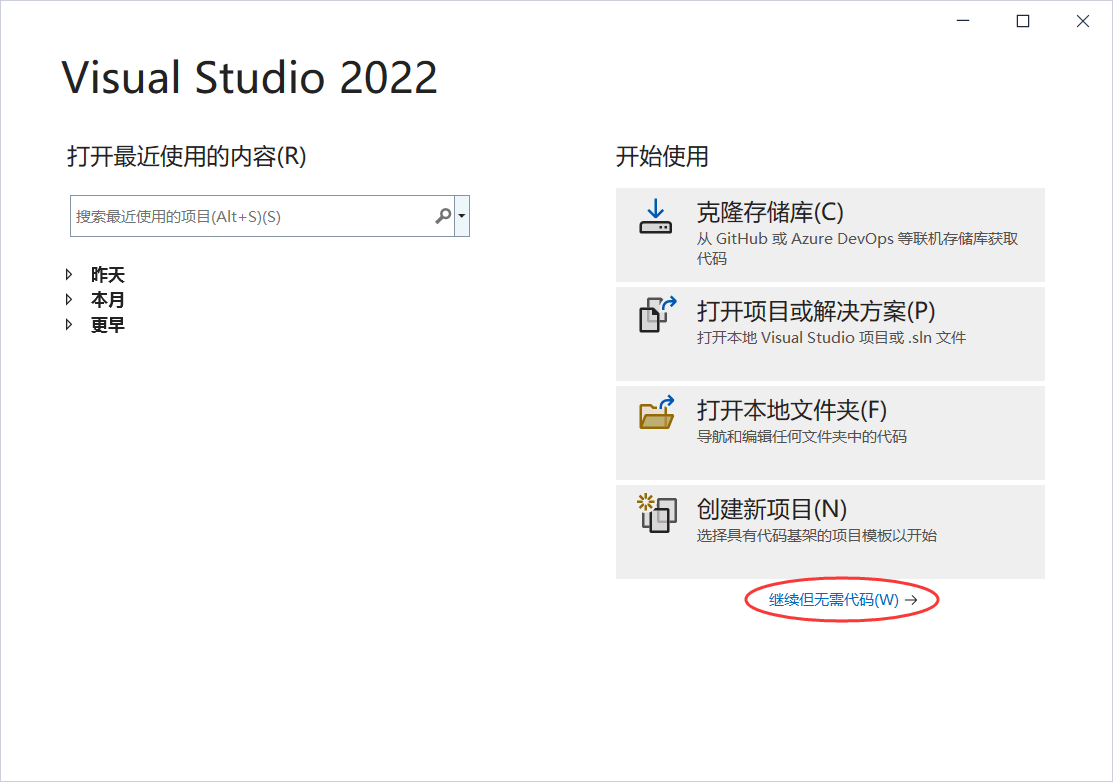 Visual Studio 2022
打开最近使用的内容(R)
搜索最近使用的项目(Alt+S)(S)
昨天
本月
更早
开始使用
克隆存储库(C)
从 GitHub 或 Azure DevOps 等联机存储库获取
代码
打开项目或解决方案(P)
打开本地 Visual Studio 项目或 .sln 文件
打开本地文件夹(F)
导航和编辑任何文件夹中的代码
创建新项目(N)
选择具有代码基架的项目模板以开始
继续但无需代码(W) →